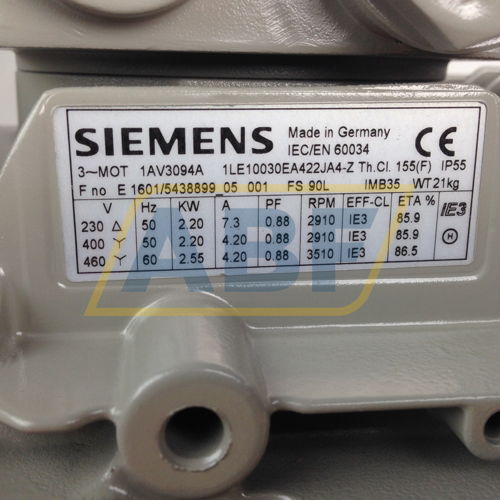 SIEMENS
Made in Germany
IEC/EN 60034
CE
3~MOT 1AV3094A 1LE10030EA422JA4-Z Th.Cl. 155(F) IP55
F no E 1601/5438899_05 001 FS 90L IMB35 WT21kg
V Hz KW A PF RPM EFF-CL ETA %
230 Δ 50 2.20 7.3 0.88 2910 IE3 85.9
400 Y 50 2.20 4.20 0.88 2910 IE3 85.9
460 Y 60 2.55 4.20 0.88 3510 IE3 86.5
IE3
H
ABF